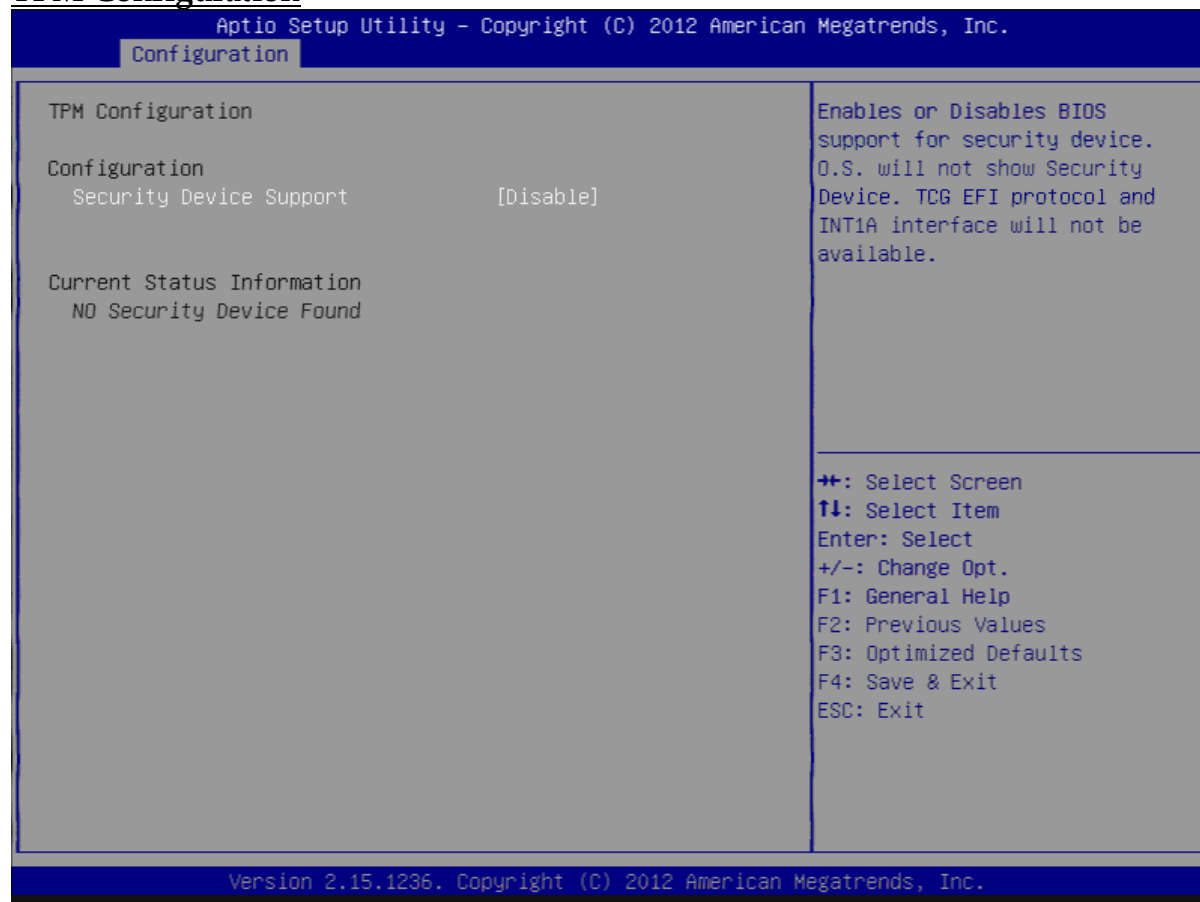 TPM Configuration
Aptio Setup Utility – Copyright (C) 2012 American Megatrends, Inc.
Configuration
TPM Configuration
Configuration
Security Device Support [Disable]
Current Status Information
NO Security Device Found
Enables or Disables BIOS
support for security device.
O.S. will not show Security
Device. TCG EFI protocol and
INT1A interface will not be
available.
→←: Select Screen
↑↓: Select Item
Enter: Select
+/-: Change Opt.
F1: General Help
F2: Previous Values
F3: Optimized Defaults
F4: Save & Exit
ESC: Exit
Version 2.15.1236. Copyright (C) 2012 American Megatrends, Inc.